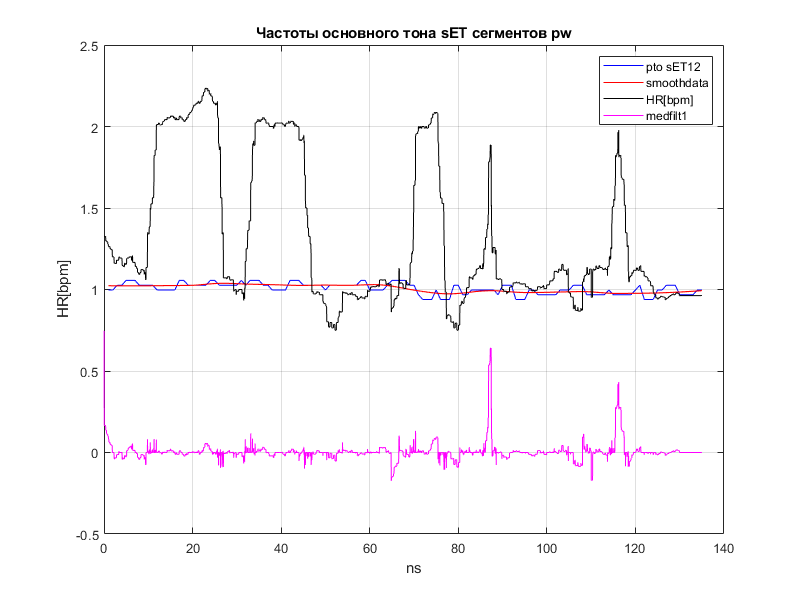 Частоты основного тона sET сегментов pw
pto sET12
smoothdata
HR[bpm]
medfilt1
2.5
2
1.5
1
0.5
0
-0.5
HR[bpm]
0 20 40 60 80 100 120 140
ns